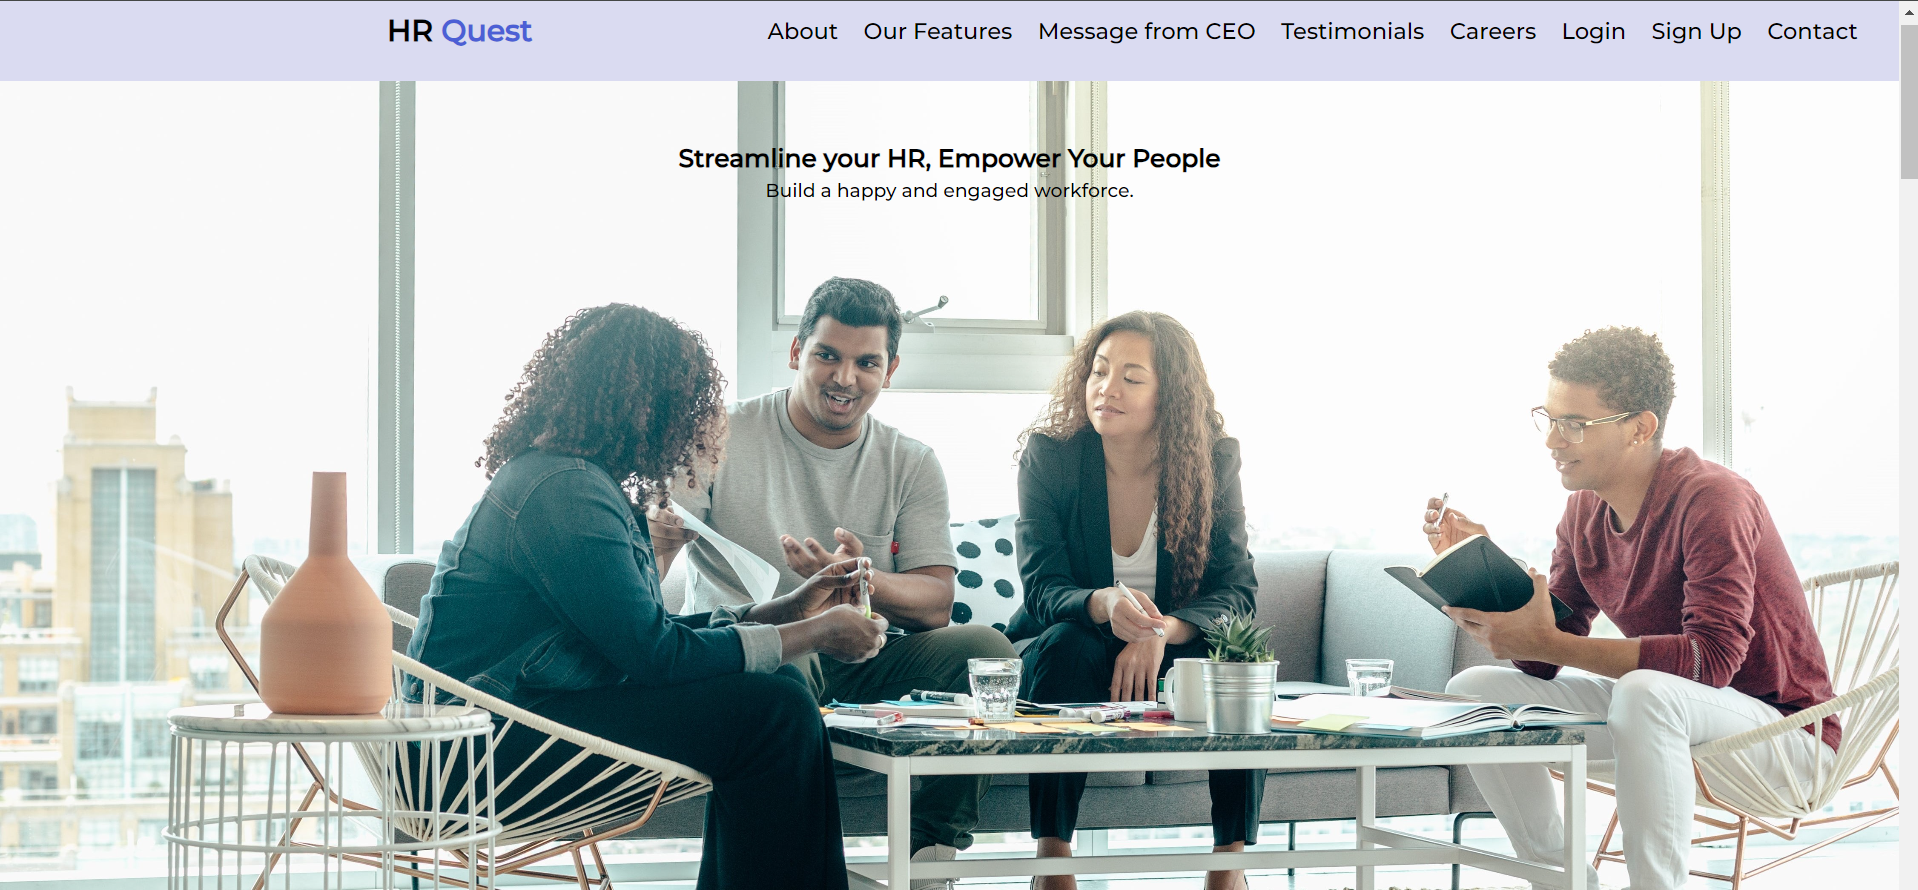 HR Quest
About Our Features Message from CEO Testimonials Careers Login Sign Up Contact
Streamline your HR, Empower Your People
Build a happy and engaged workforce.